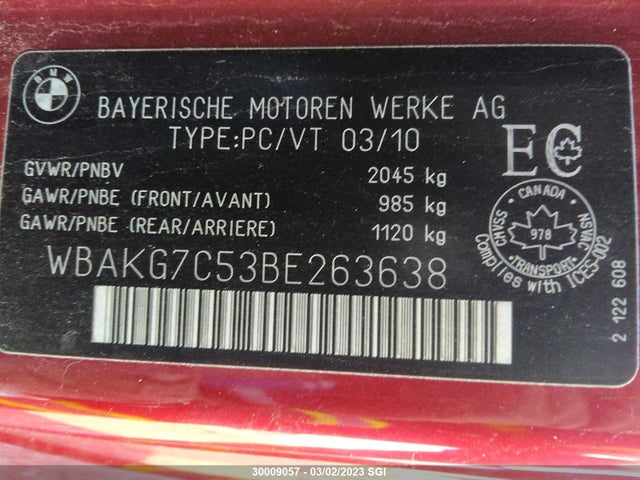 BMW
BAYERISCHE MOTOREN WERKE AG
TYPE:PC/VT 03/10
EC
GVWR/PNBV 2045 kg
GAWR/PNBE (FRONT/AVANT) 985 kg
GAWR/PNBE (REAR/ARRIERE) 1120 kg
WBAKG7C53BE263638
CANADA
CMVSS
NSVAC
978
TRANSPORT
Complies with ICES-002
2 122 608
30009057 - 03/02/2023 SGI